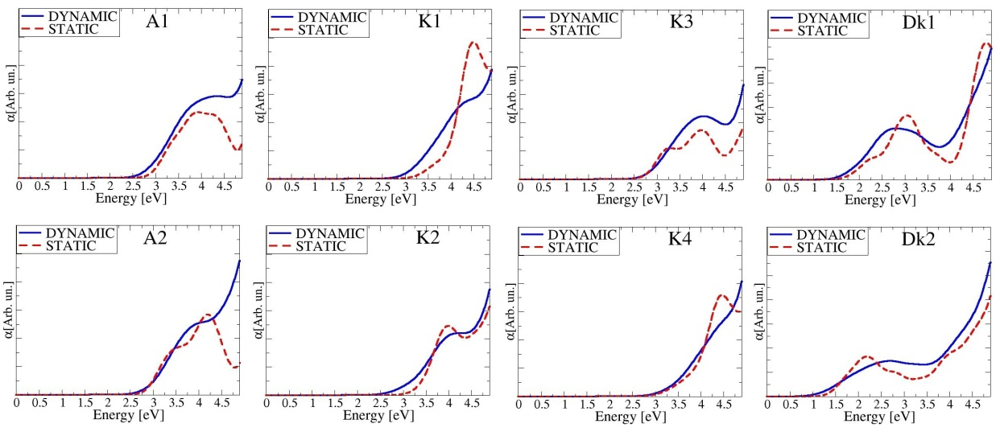 A1
DYNAMIC
STATIC
α[Arb. un.]
0 0.5 1 1.5 2 2.5 3 3.5 4 4.5
Energy [eV]
K1
DYNAMIC
STATIC
α[Arb. un.]
0 0.5 1 1.5 2 2.5 3 3.5 4 4.5
Energy [eV]
K3
DYNAMIC
STATIC
α[Arb. un.]
0 0.5 1 1.5 2 2.5 3 3.5 4 4.5
Energy [eV]
Dk1
DYNAMIC
STATIC
α[Arb. un.]
0 0.5 1 1.5 2 2.5 3 3.5 4 4.5
Energy [eV]
A2
DYNAMIC
STATIC
α[Arb. un.]
0 0.5 1 1.5 2 2.5 3 3.5 4 4.5
Energy [eV]
K2
DYNAMIC
STATIC
α[Arb. un.]
0 0.5 1 1.5 2 2.5 3 3.5 4 4.5
Energy [eV]
K4
DYNAMIC
STATIC
α[Arb. un.]
0 0.5 1 1.5 2 2.5 3 3.5 4 4.5
Energy [eV]
Dk2
DYNAMIC
STATIC
α[Arb. un.]
0 0.5 1 1.5 2 2.5 3 3.5 4 4.5
Energy [eV]